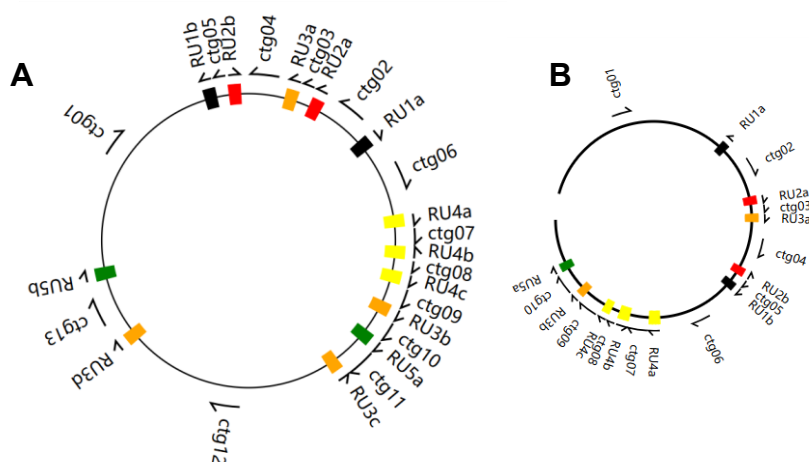 A
RU1b
ctg05
RU2b
ctg04
RU3a
ctg03
RU2a
ctg02
RU1a
ctg06
RU4a
ctg07
RU4b
ctg08
RU4c
ctg09
RU3b
ctg10
RU5a
ctg11
RU3c
ctg12
RU3d
ctg13
RU5b
ctg01
B
ctg01
RU1a
ctg02
RU2a
ctg03
RU3a
ctg04
RU2b
ctg05
RU1b
ctg06
RU4a
ctg07
RU4b
ctg08
RU4c
ctg09
RU3b
ctg10
RU5a